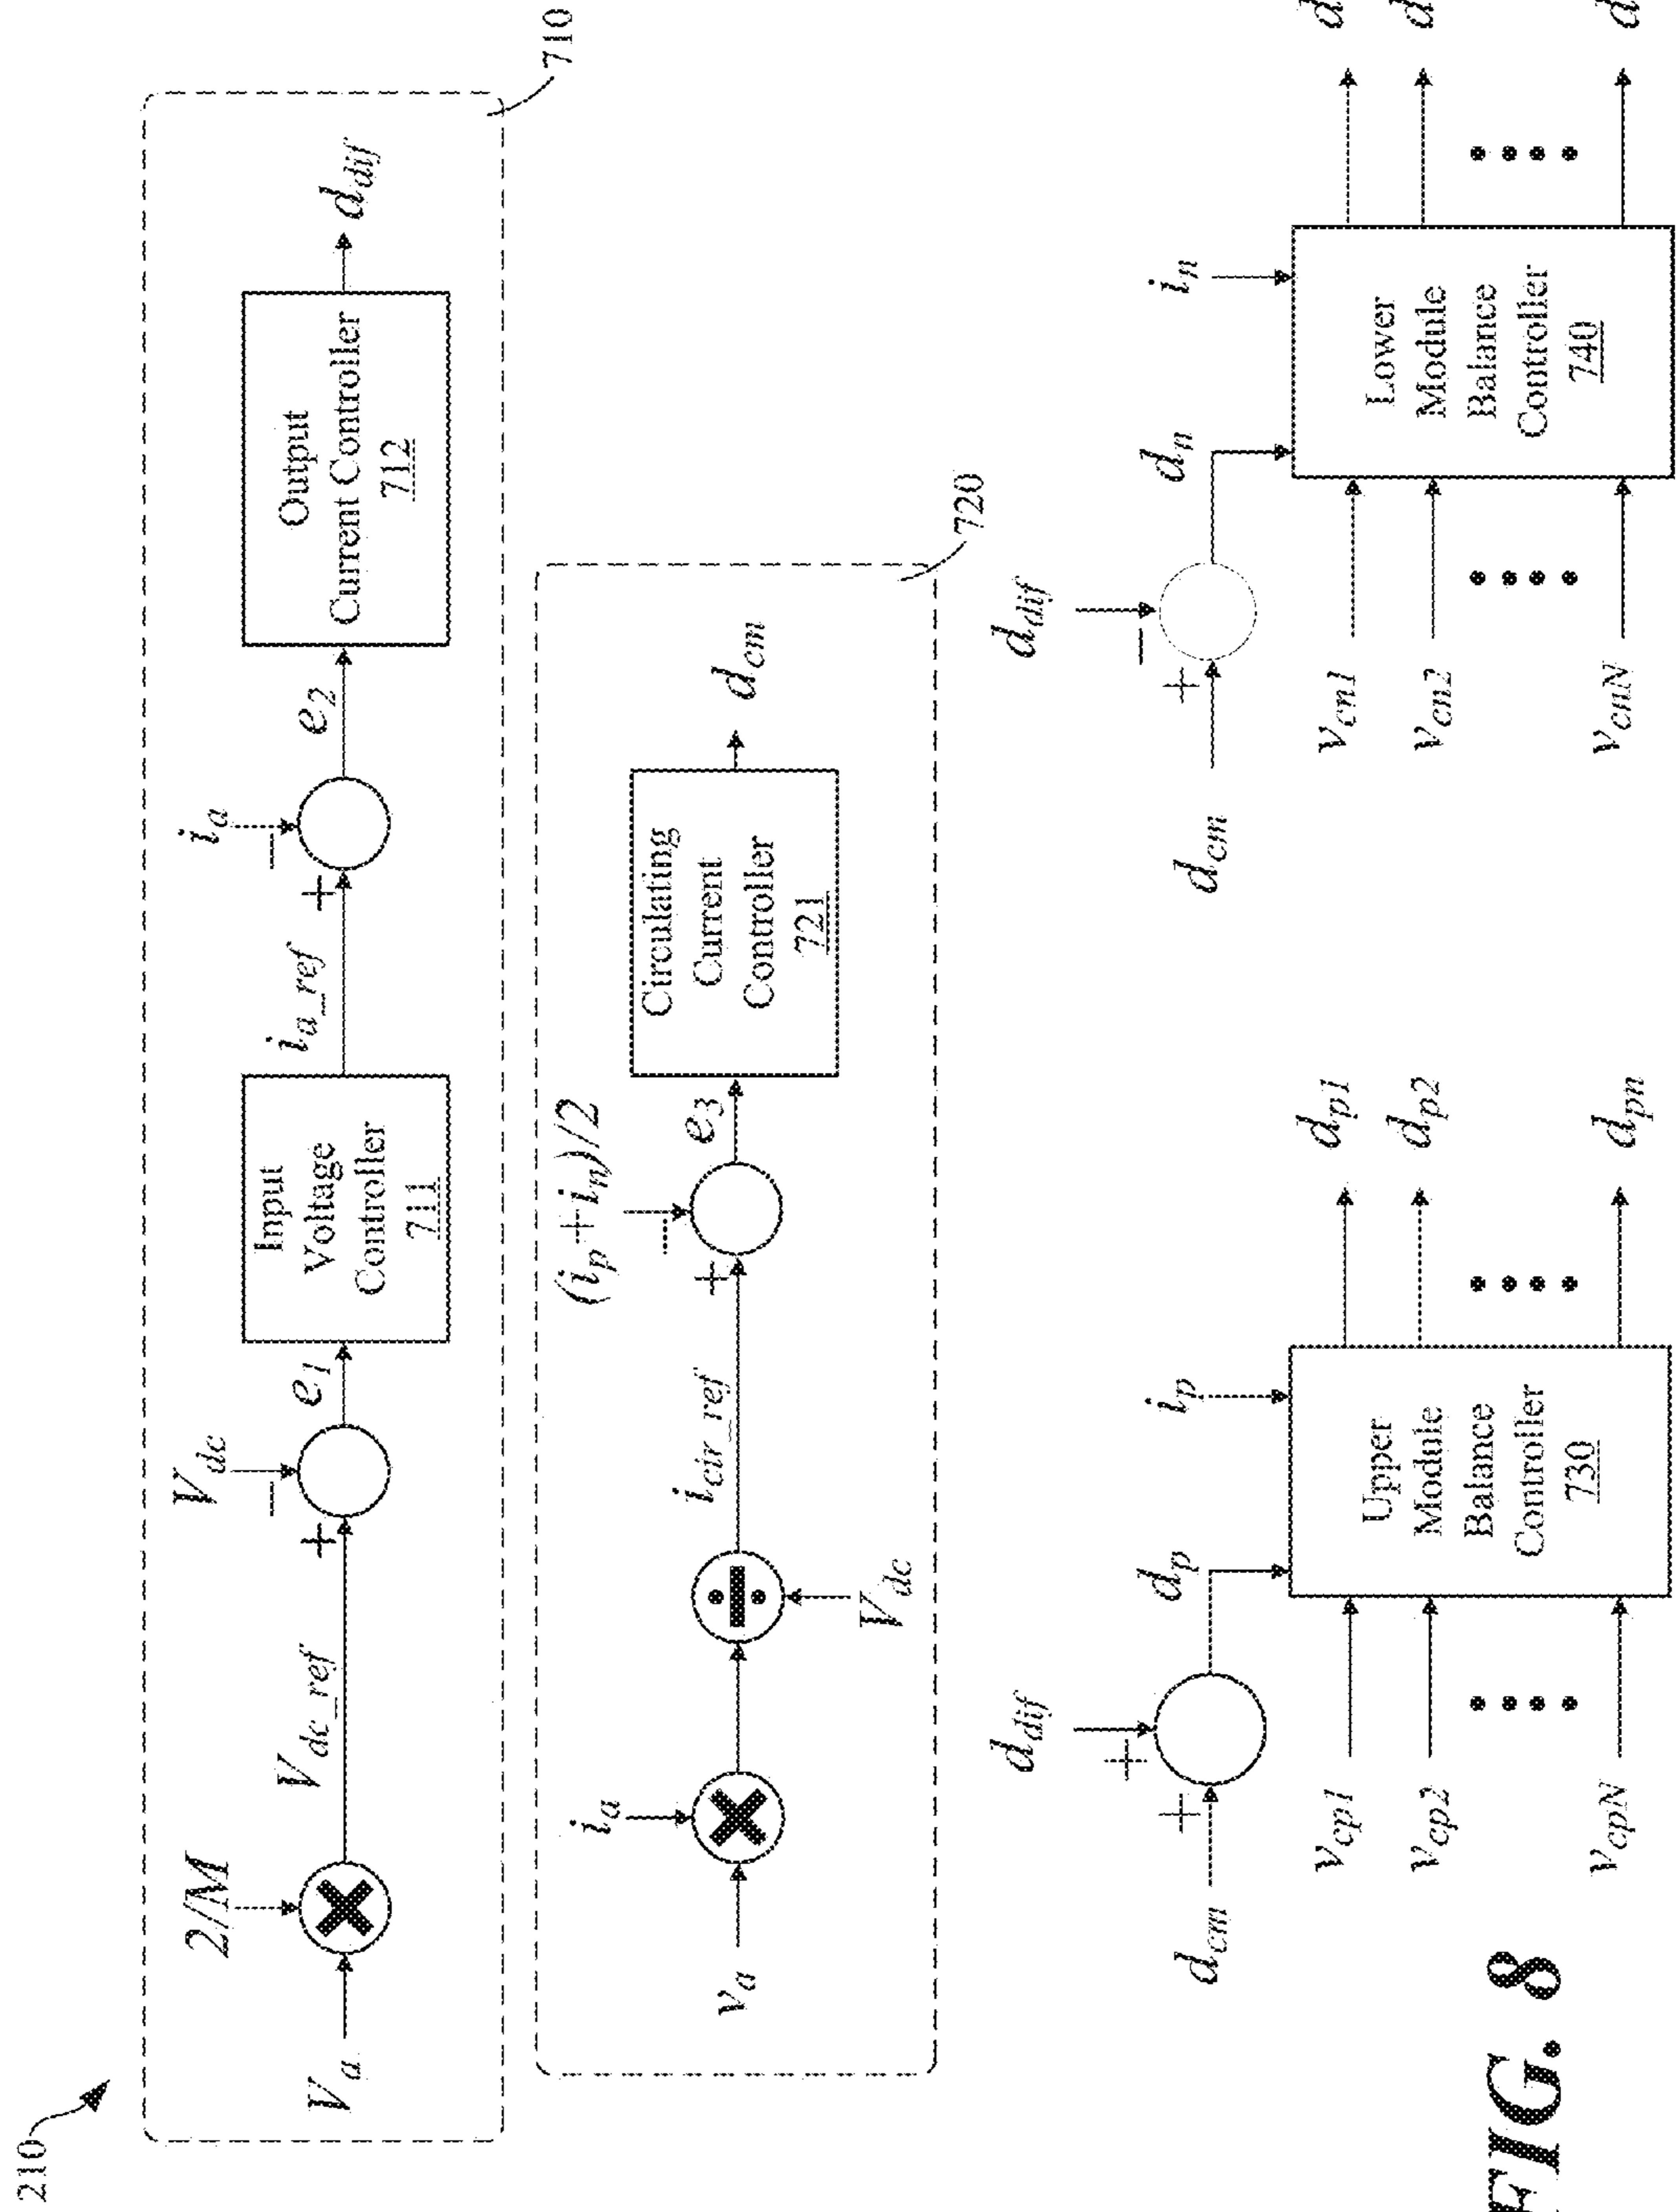 210
710
V_a
2/M
V_dc_ref
+
−
V_dc
e_1
Input
Voltage
Controller
711
i_a_ref
+
−
i_a
e_2
Output
Current Controller
712
d_dif
720
v_a
i_a
V_dc
i_cir_ref
+
−
(i_p+i_n)/2
e_3
Circulating
Current
Controller
721
d_cm
d_cm
+
+
d_dif
d_p
i_p
v_cp1
v_cp2
v_cpN
Upper
Module
Balance
Controller
730
d_p1
d_p2
d_pn
d_cm
+
−
d_dif
d_n
i_n
v_cn1
v_cn2
v_cnN
Lower
Module
Balance
Controller
740
d
d
d
FIG. 8